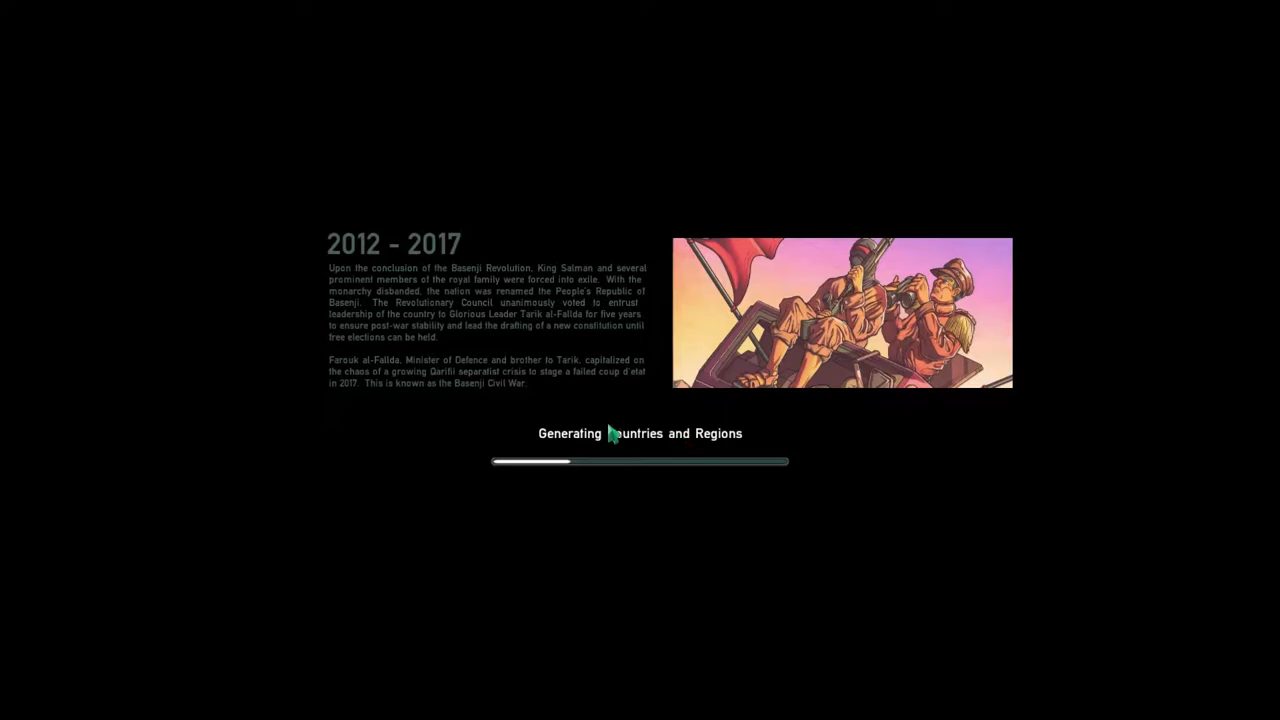 2012 - 2017
Upon the conclusion of the Basenji Revolution, King Salman and several
prominent members of the royal family were forced into exile. With the
monarchy disbanded, the nation was renamed the People's Republic of
Basenji. The Revolutionary Council unanimously voted to entrust
leadership of the country to Glorious Leader Tarik al-Fallda for five years
to ensure post-war stability and lead the drafting of a new constitution until
free elections can be held.
Farouk al-Fallda, Minister of Defence and brother to Tarik, capitalized on
the chaos of a growing Qarifii separatist crisis to stage a failed coup d'etat
in 2017. This is known as the Basenji Civil War.
Generating Countries and Regions